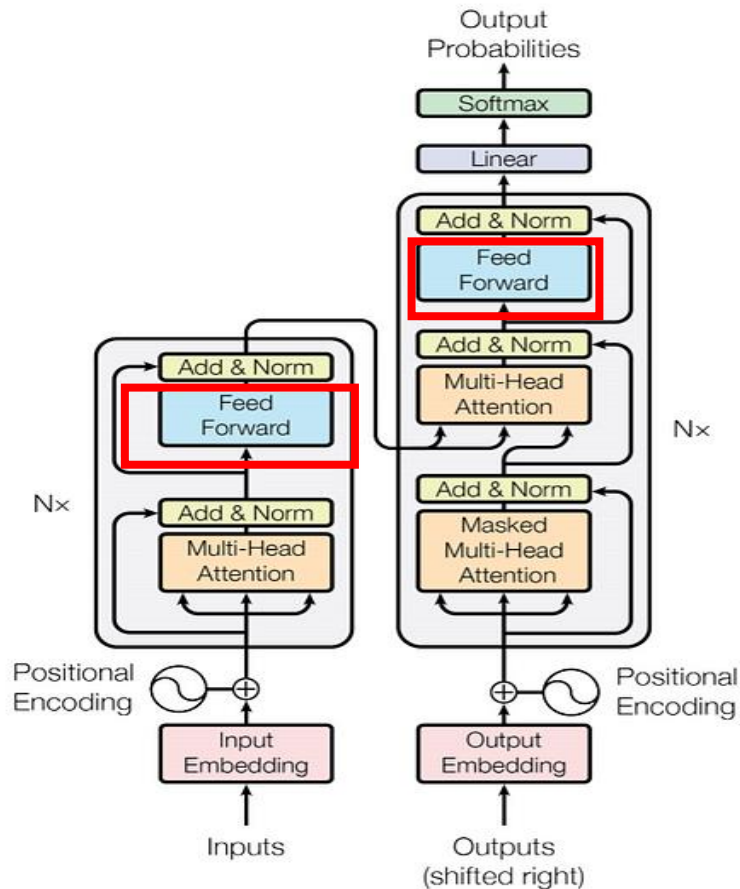 Output
Probabilities
Softmax
Linear
Add & Norm
Feed
Forward
Add & Norm
Multi-Head
Attention
Add & Norm
Feed
Forward
Nx
Nx
Add & Norm
Masked
Multi-Head
Attention
Add & Norm
Multi-Head
Attention
Positional
Encoding
Positional
Encoding
Input
Embedding
Output
Embedding
Inputs
Outputs
(shifted right)